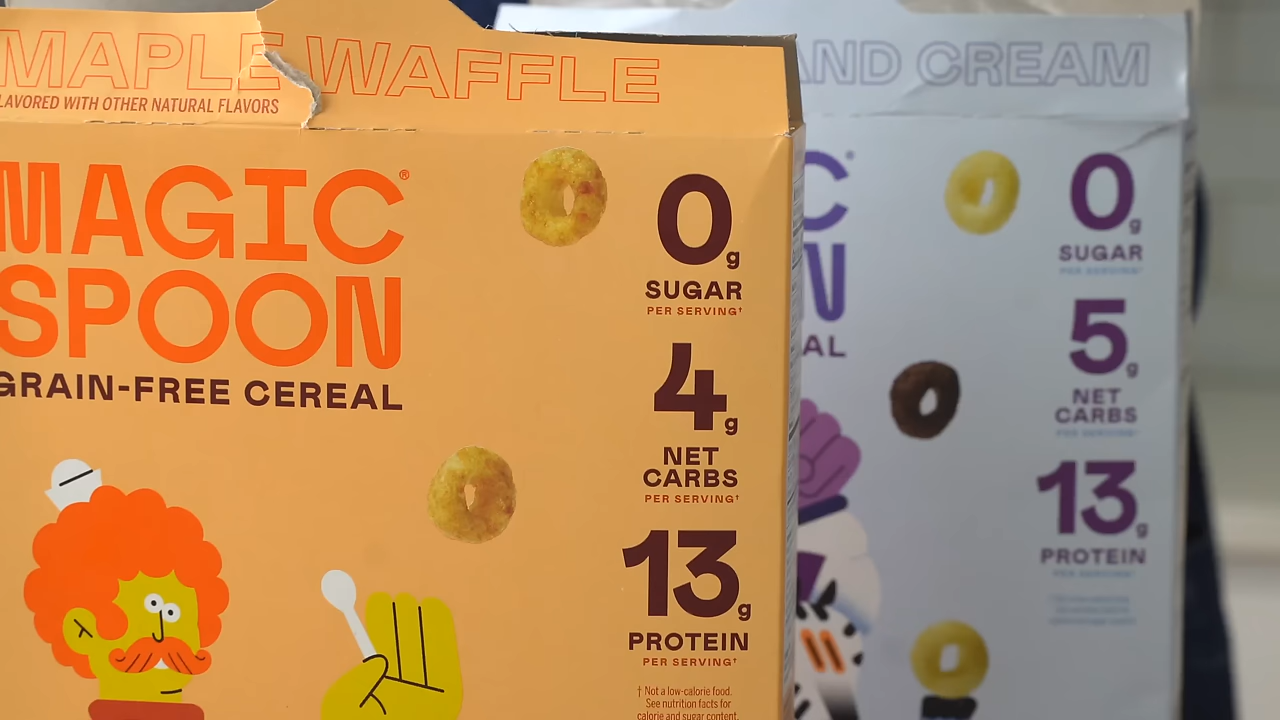 MAPLE WAFFLE
LAVORED WITH OTHER NATURAL FLAVORS
MAGIC®
SPOON
GRAIN-FREE CEREAL
0g
SUGAR
PER SERVING†
4g
NET
CARBS
PER SERVING†
13g
PROTEIN
PER SERVING†
† Not a low-calorie food.
See nutrition facts for
calorie and sugar content.
AND CREAM
C
N
AL
0g
SUGAR
PER SERVING†
5g
NET
CARBS
PER SERVING†
13g
PROTEIN
PER SERVING†